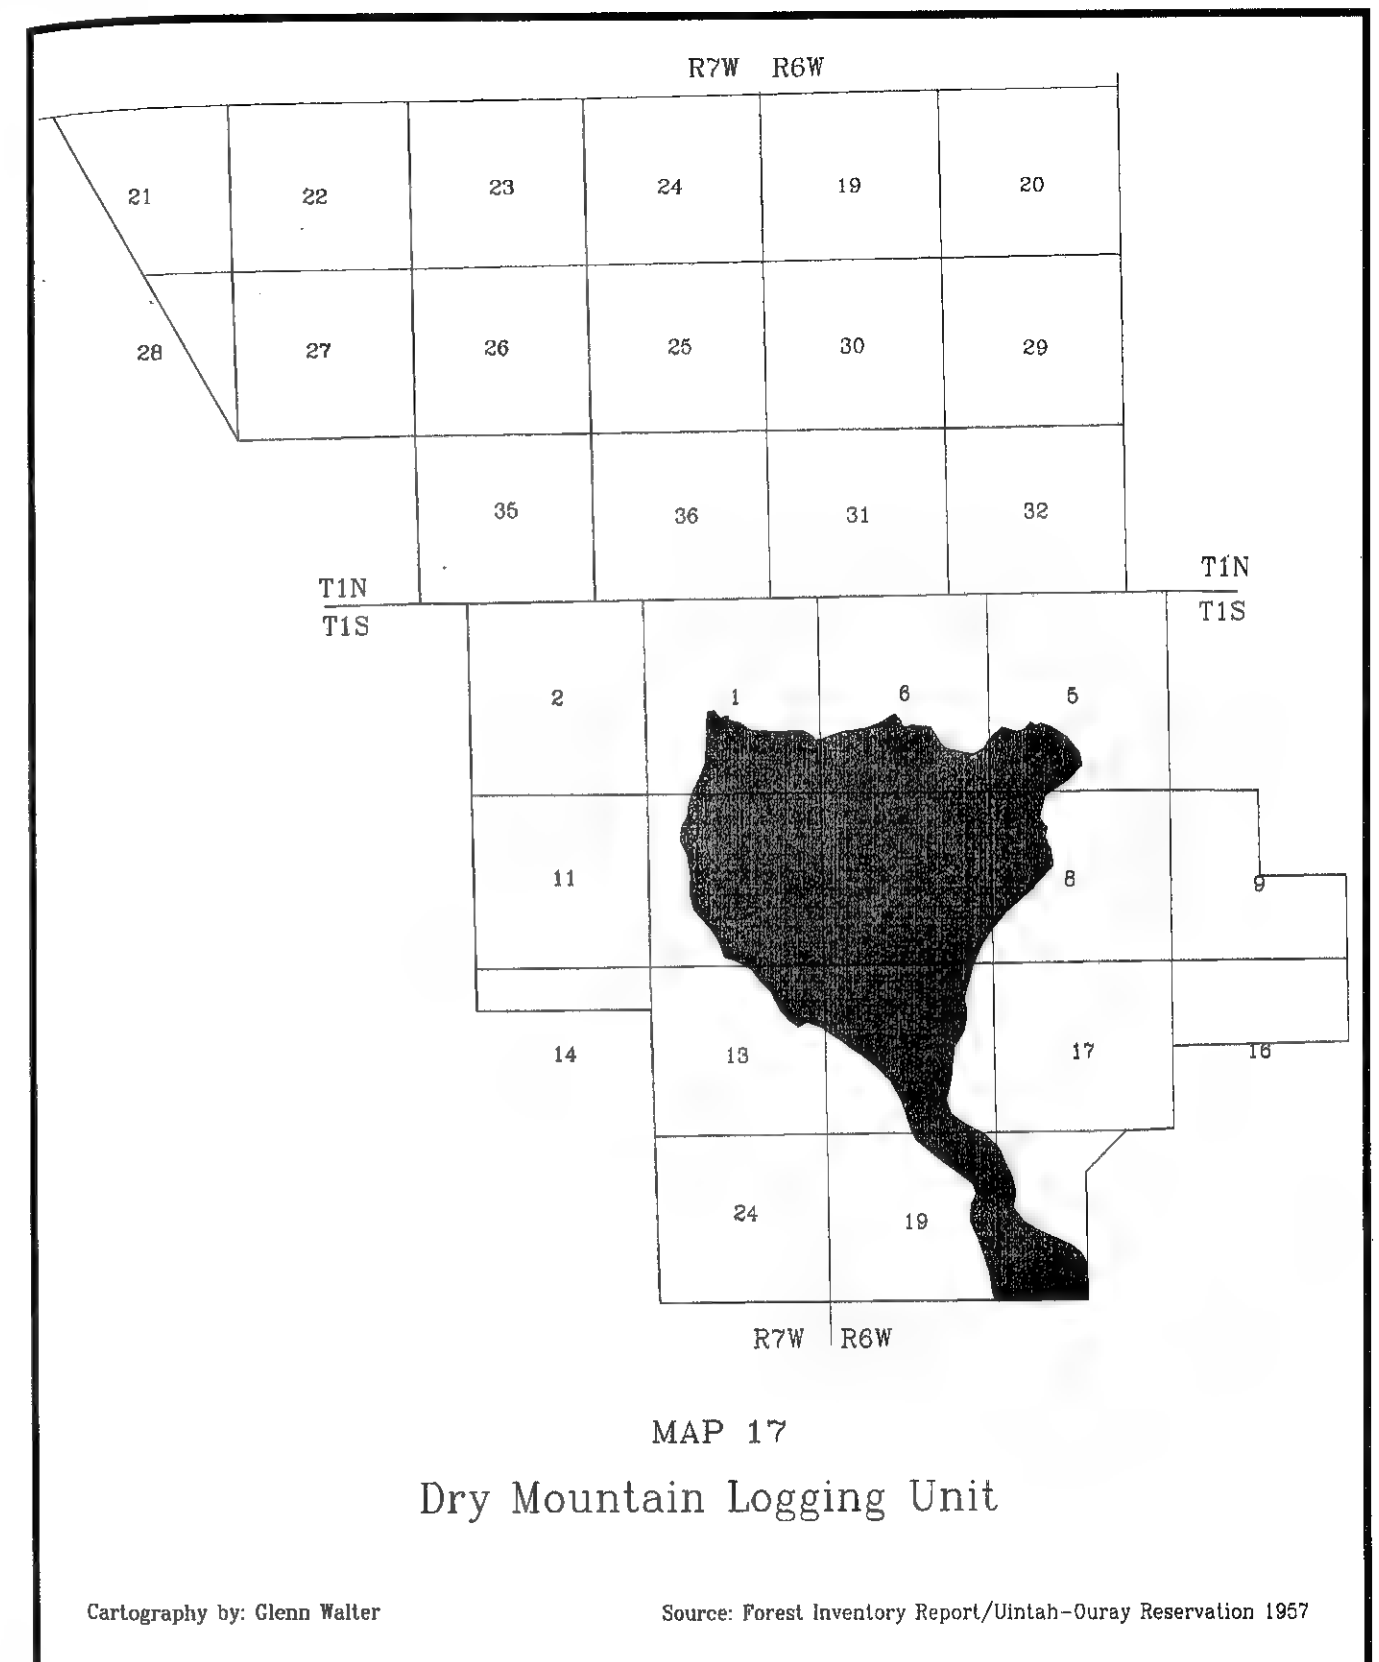 R7W R6W
21 22 23 24 19 20
28 27 26 25 30 29
35 36 31 32
T1N T1N
T1S T1S
2 1 6 5
11 8 9
14 13 17 16
24 19
R7W R6W
MAP 17
Dry Mountain Logging Unit
Cartography by: Glenn Walter
Source: Forest Inventory Report/Uintah-Ouray Reservation 1957